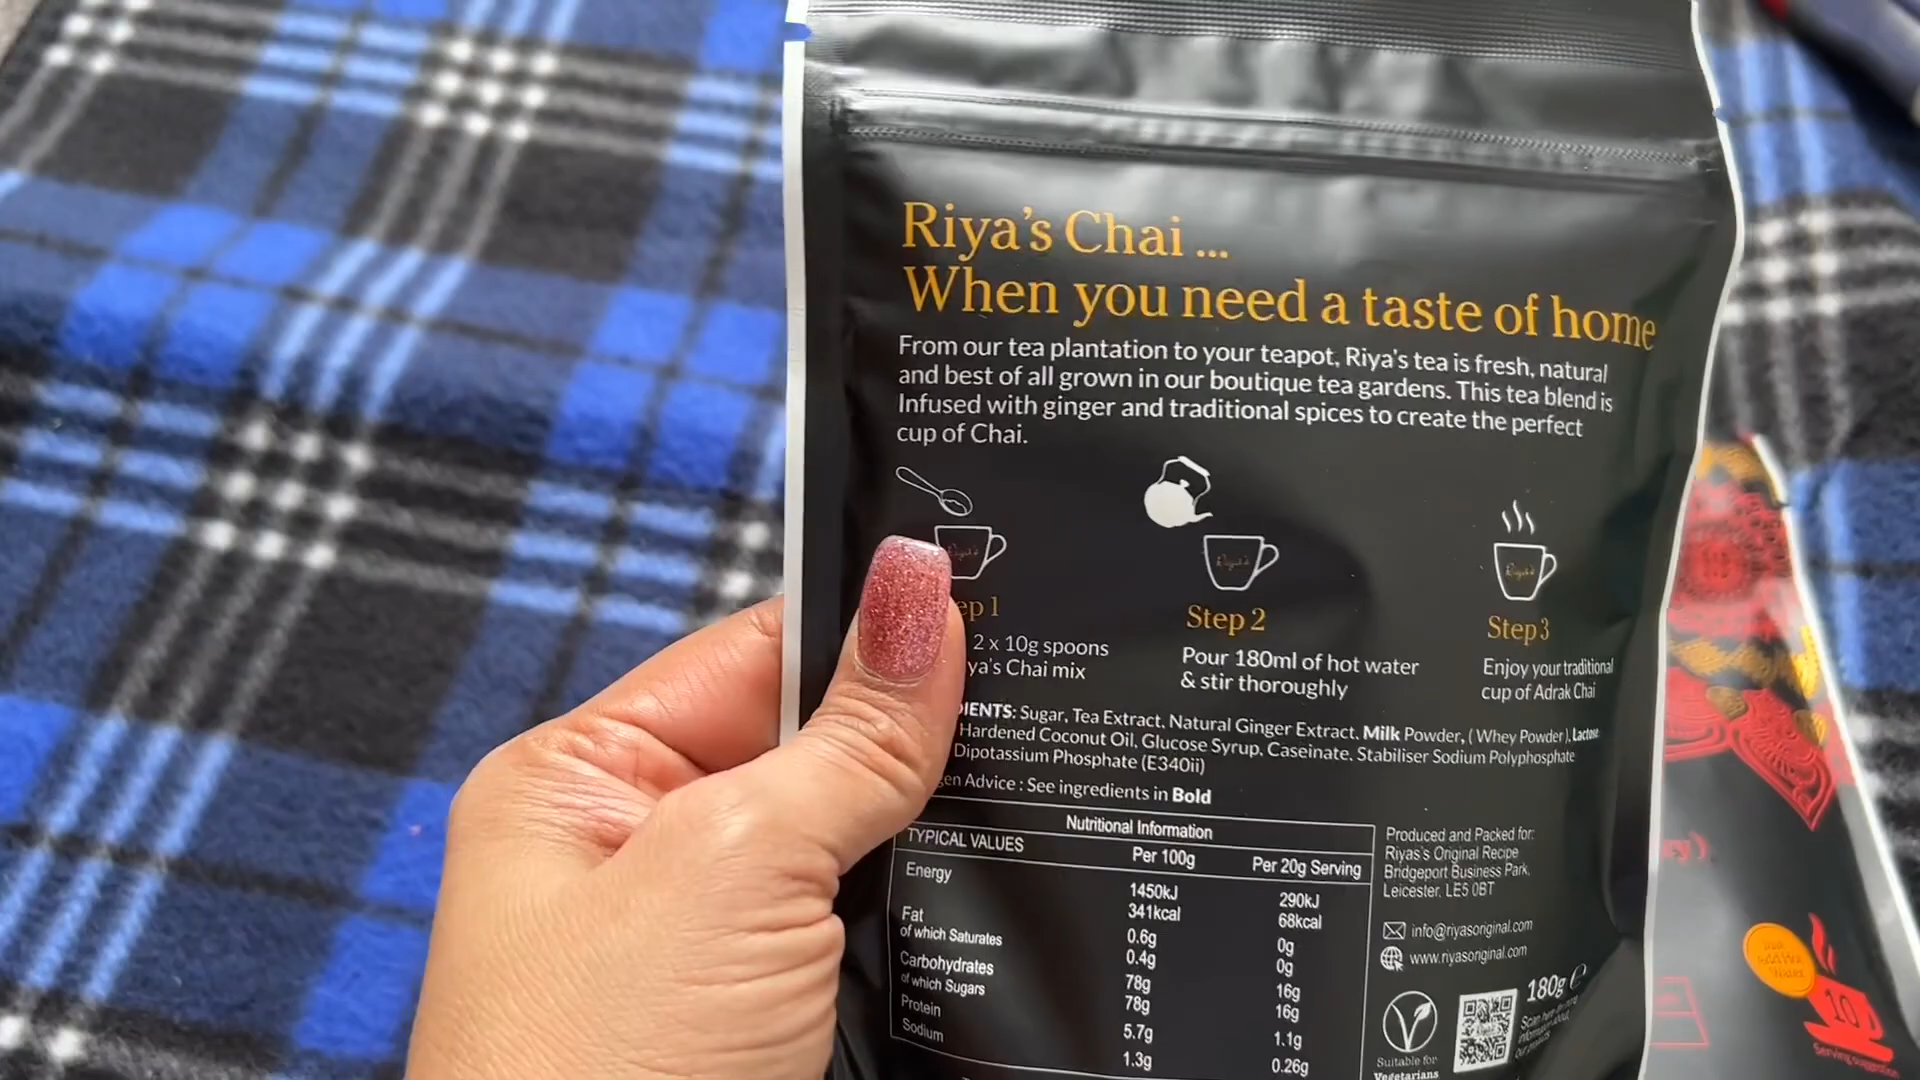 Riya's Chai ...
When you need a taste of home
From our tea plantation to your teapot, Riya's tea is fresh, natural
and best of all grown in our boutique tea gardens. This tea blend is
Infused with ginger and traditional spices to create the perfect
cup of Chai.
ep 1
2 x 10g spoons
ya's Chai mix
Step 2
Pour 180ml of hot water
& stir thoroughly
Riya's
Step 3
Enjoy your traditional
cup of Adrak Chai
DIENTS: Sugar, Tea Extract, Natural Ginger Extract, Milk Powder, ( Whey Powder ), Lactose
Hardened Coconut Oil, Glucose Syrup, Caseinate, Stabiliser Sodium Polyphosphate
Dipotassium Phosphate (E340ii)
gen Advice : See ingredients in Bold
Nutritional Information
TYPICAL VALUES Per 100g Per 20g Serving
Energy 1450kJ 290kJ
341kcal 68kcal
Fat 0.6g 0g
of which Saturates 0.4g 0g
Carbohydrates 78g 16g
of which Sugars 78g 16g
Protein 5.7g 1.1g
Sodium 1.3g 0.26g
Produced and Packed for:
Riyas's Original Recipe
Bridgeport Business Park,
Leicester, LE5 0BT
info@riyasoriginal.com
www.riyasoriginal.com
180g e
Suitable for
Vegetarians
10
Serving suggestion